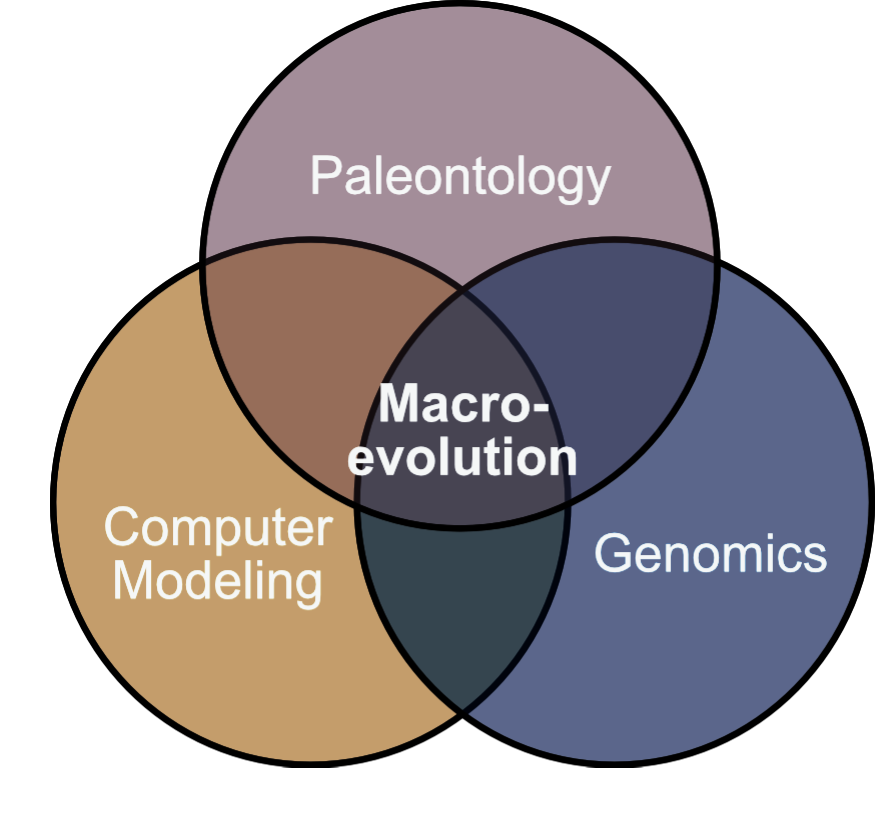 Paleontology
Macro-
evolution
Computer
Modeling
Genomics